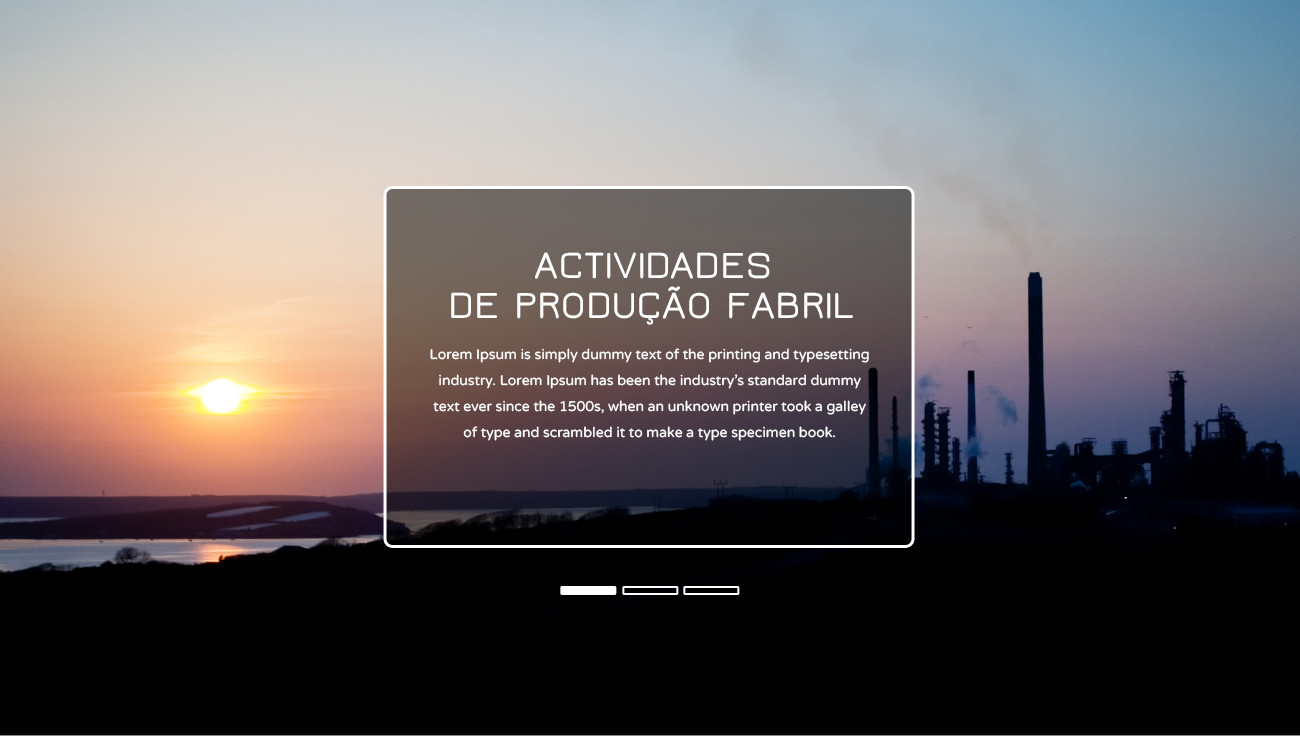 ACTIVIDADES
DE PRODUÇÃO FABRIL
Lorem Ipsum is simply dummy text of the printing and typesetting
industry. Lorem Ipsum has been the industry’s standard dummy
text ever since the 1500s, when an unknown printer took a galley
of type and scrambled it to make a type specimen book.